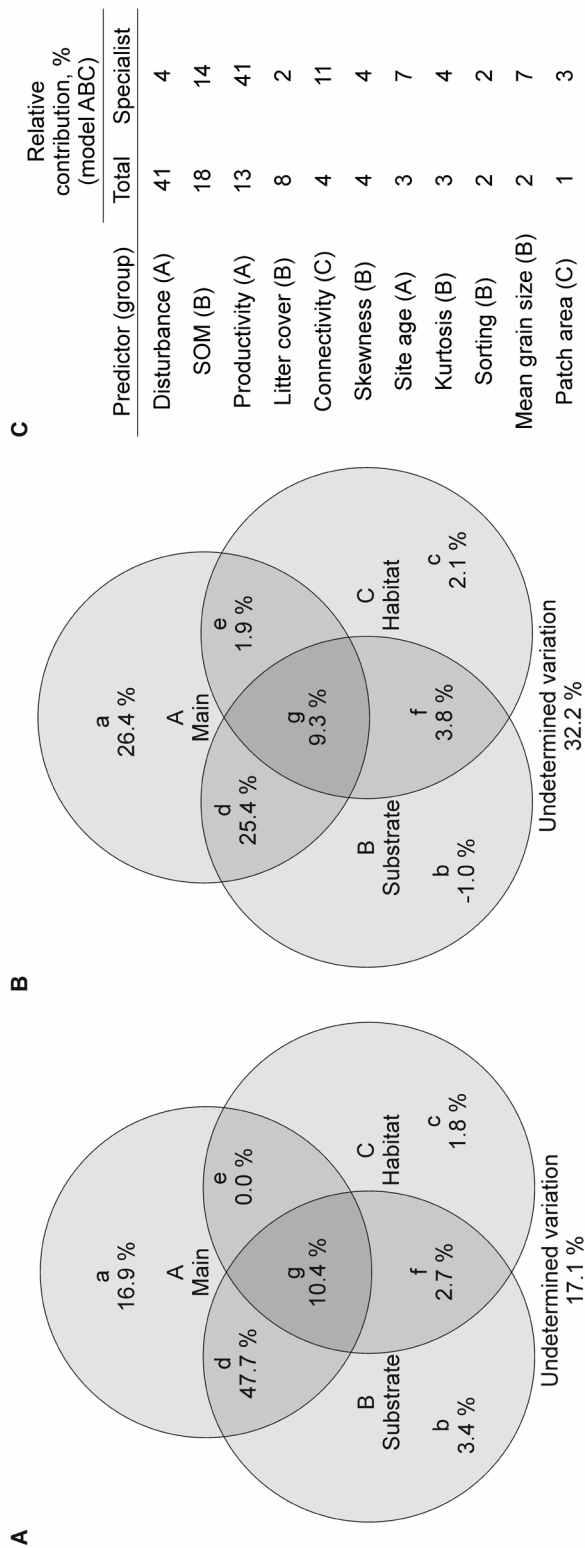 A
a
16.9 %
A
Main
d
47.7 %
e
0.0 %
g
10.4 %
B
Substrate
C
Habitat
f
2.7 %
b
3.4 %
c
1.8 %
Undetermined variation
17.1 %
B
a
26.4 %
A
Main
d
25.4 %
e
1.9 %
g
9.3 %
B
Substrate
C
Habitat
f
3.8 %
b
-1.0 %
c
2.1 %
Undetermined variation
32.2 %
C
Relative
contribution, %
(model ABC)
Predictor (group) Total Specialist
Disturbance (A) 41 4
SOM (B) 18 14
Productivity (A) 13 41
Litter cover (B) 8 2
Connectivity (C) 4 11
Skewness (B) 4 4
Site age (A) 3 7
Kurtosis (B) 3 4
Sorting (B) 2 2
Mean grain size (B) 2 7
Patch area (C) 1 3